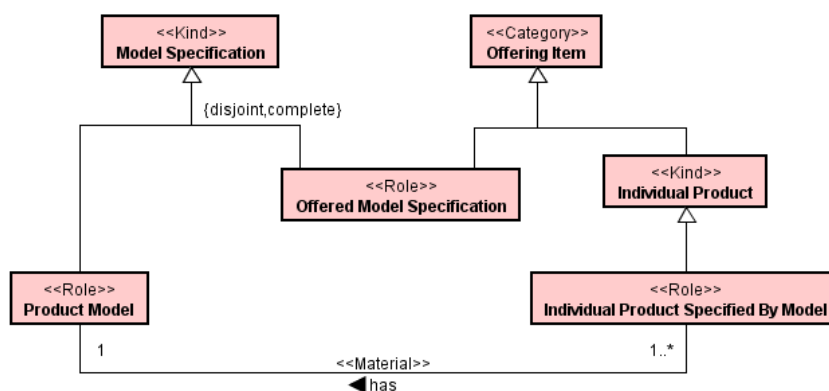 <<Kind>>
Model Specification
<<Category>>
Offering Item
{disjoint,complete}
<<Role>>
Offered Model Specification
<<Kind>>
Individual Product
<<Role>>
Product Model
<<Role>>
Individual Product Specified By Model
1
<<Material>>
1..*
has